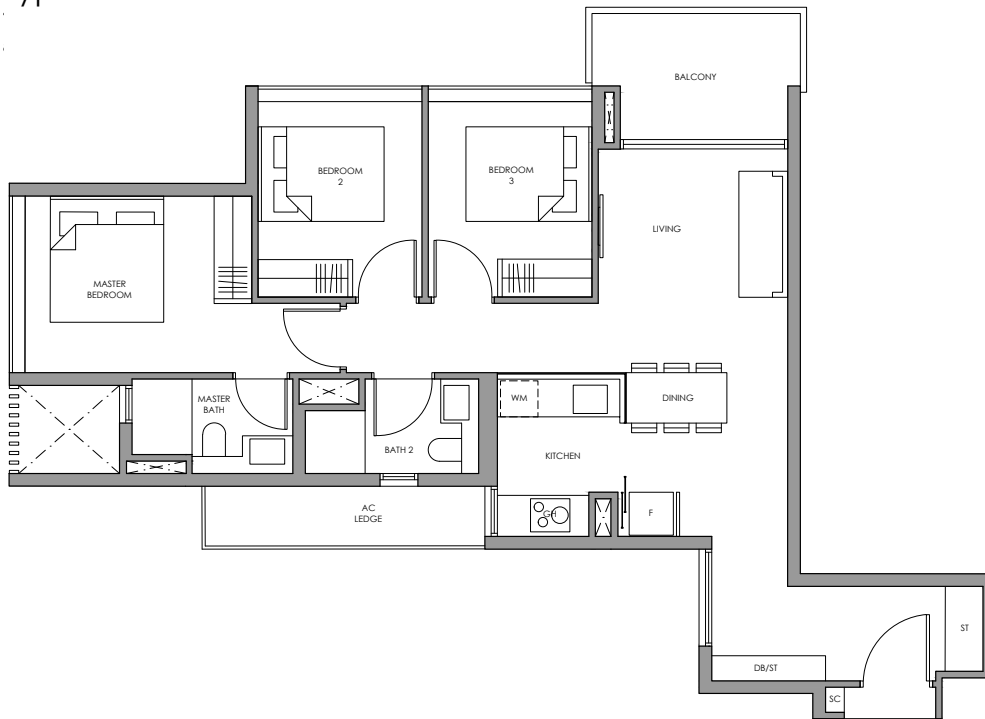 BALCONY
BEDROOM
2
BEDROOM
3
LIVING
MASTER
BEDROOM
WM
DINING
MASTER
BATH
BATH 2
KITCHEN
AC
LEDGE
GH
F
ST
DB/ST
SC